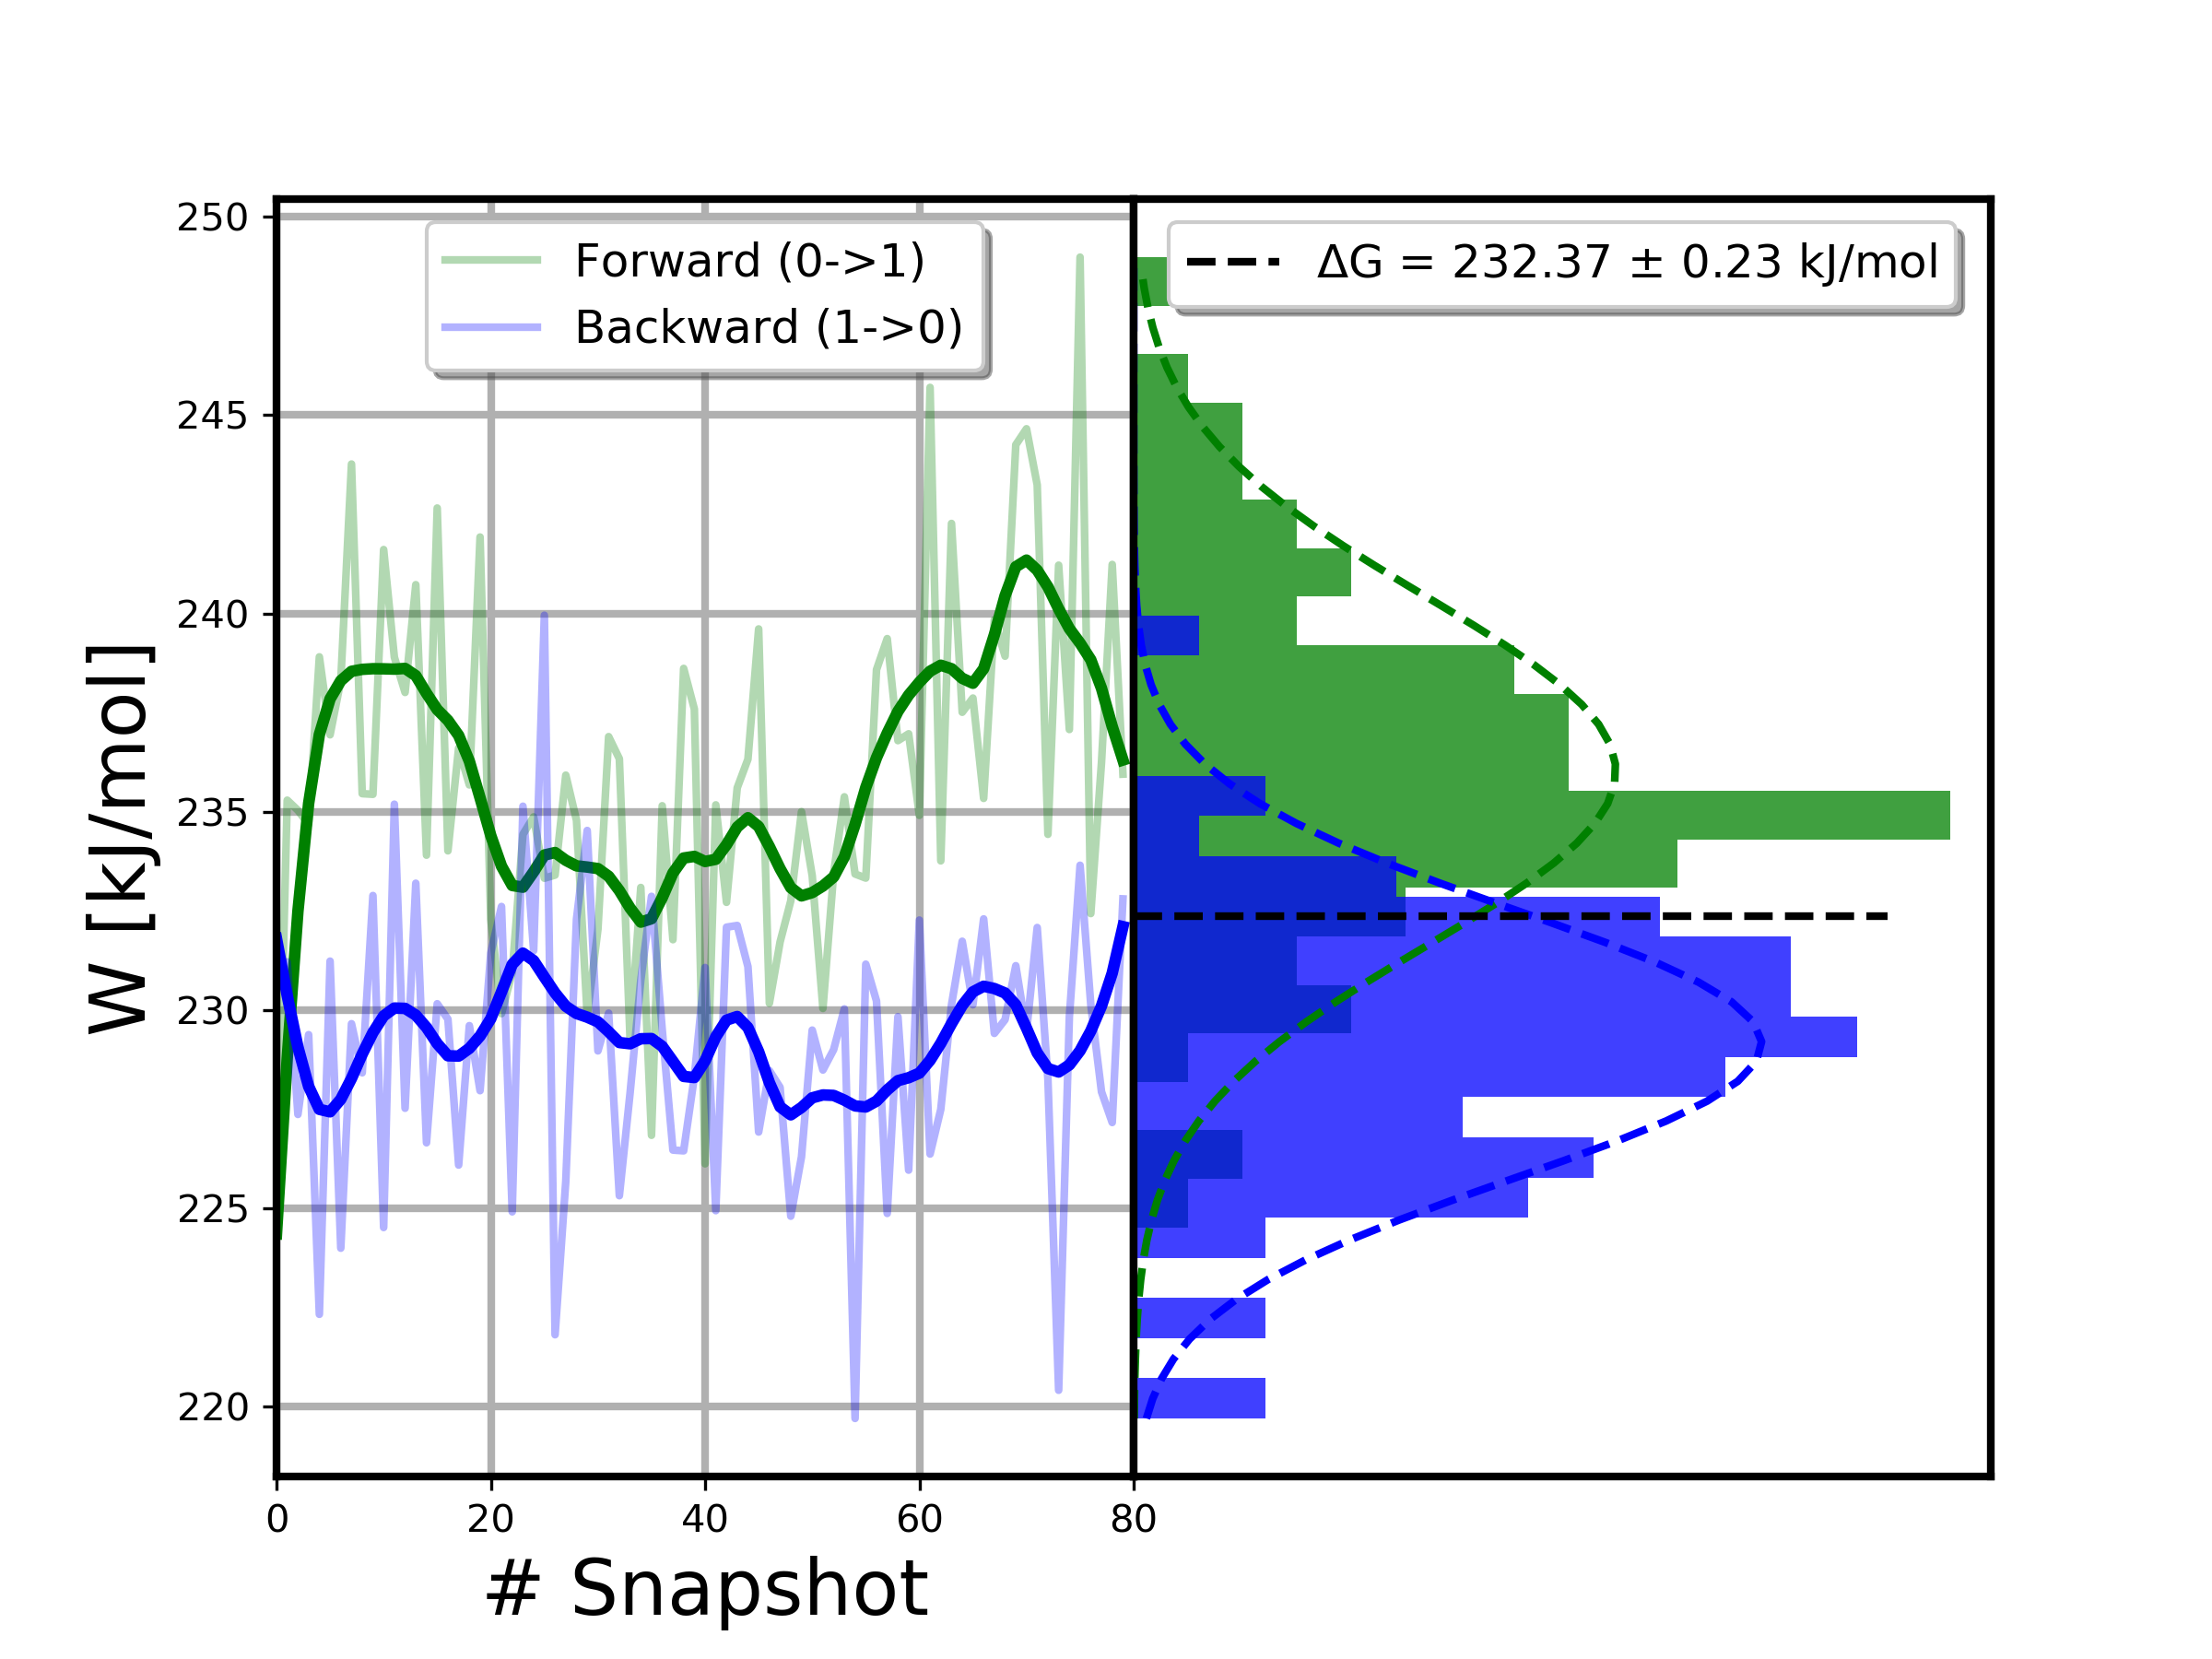 W [kJ/mol]
250
245
240
235
230
225
220
Forward (0->1)
Backward (1->0)
ΔG = 232.37 ± 0.23 kJ/mol
0 20 40 60 80
# Snapshot